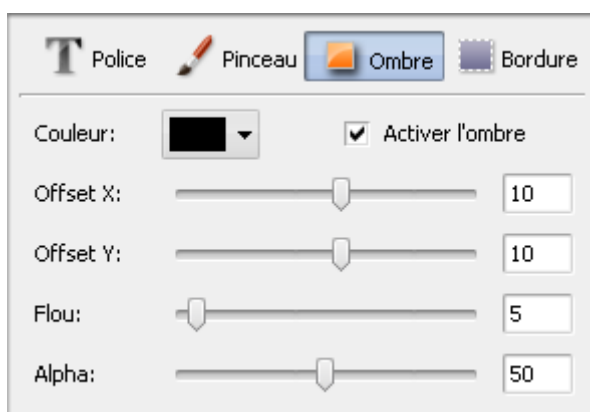 Police Pinceau Ombre Bordure
Couleur: Activer l'ombre
Offset X: 10
Offset Y: 10
Flou: 5
Alpha: 50